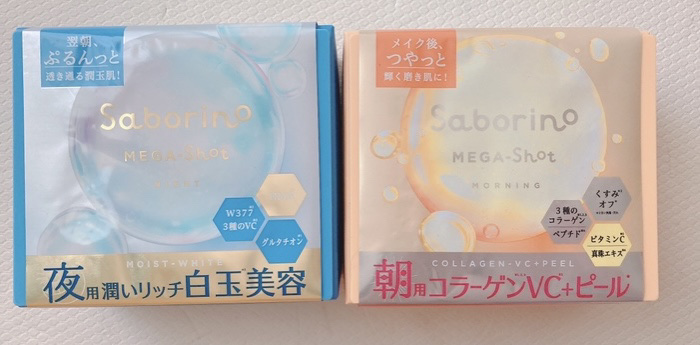 翌朝、
ぷるんっと
透き通る潤玉肌!
Saborino
MEGA-Shot
W377
3種のVC
グルタチオン
MOIST-WHITE
夜用潤いリッチ白玉美容
メイク後、
つやっと
輝く磨き肌に!
Saborino
MEGA-Shot
MORNING
くすみ
オフ
3種の
コラーゲン
ペプチド
ビタミンC
真珠エキス
COLLAGEN-VC+PEEL
朝用コラーゲンVC+ピール